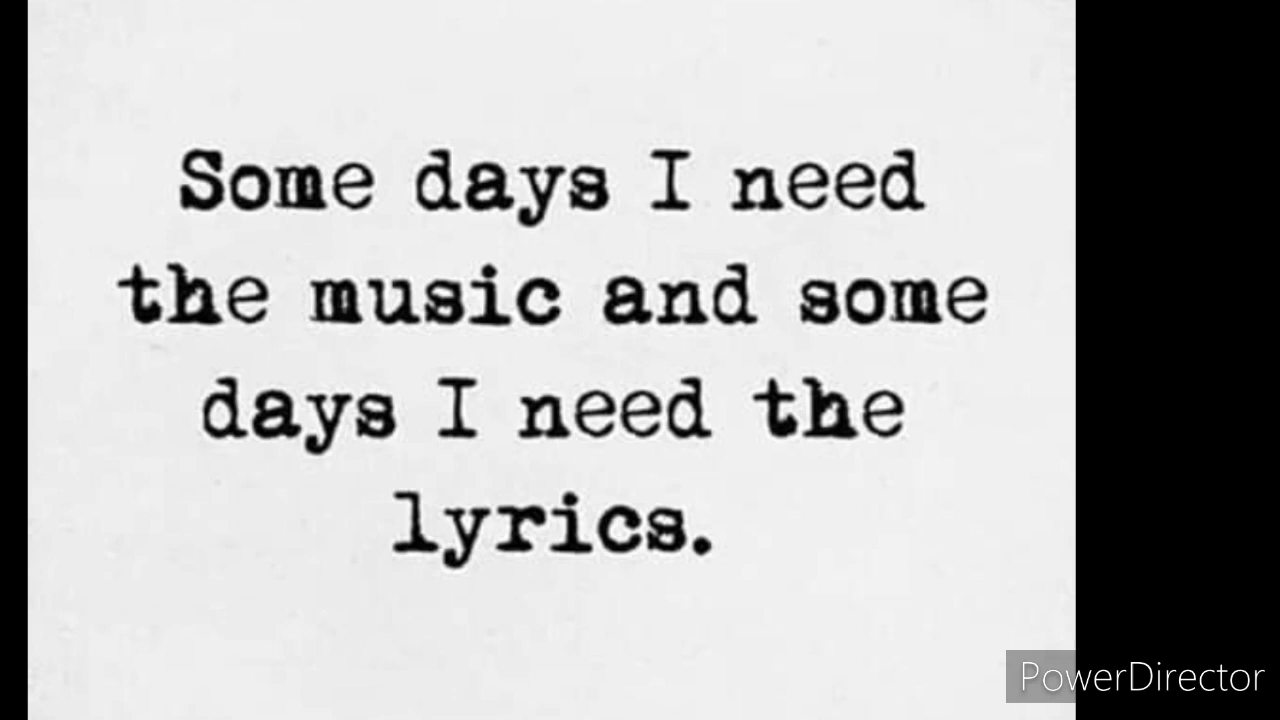 Some days I need
the music and some
days I need the
lyrics.
PowerDirector